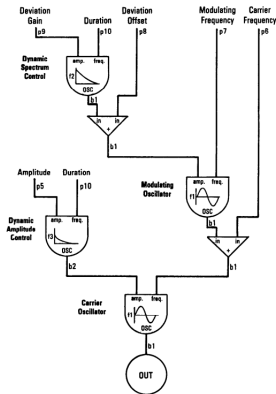 Deviation Gain
Duration
Deviation Offset
Modulating Frequency
Carrier Frequency
p9
p10
p8
p7
p6
Dynamic Spectrum Control
amp.
freq.
f2
OSC
b1
in
in
+
b1
Amplitude
Duration
p5
p10
Modulating Oscillator
amp.
freq.
f1
OSC
b1
in
in
+
b1
Dynamic Amplitude Control
amp.
freq.
f3
OSC
b2
Carrier Oscillator
amp.
freq.
f1
OSC
b1
OUT